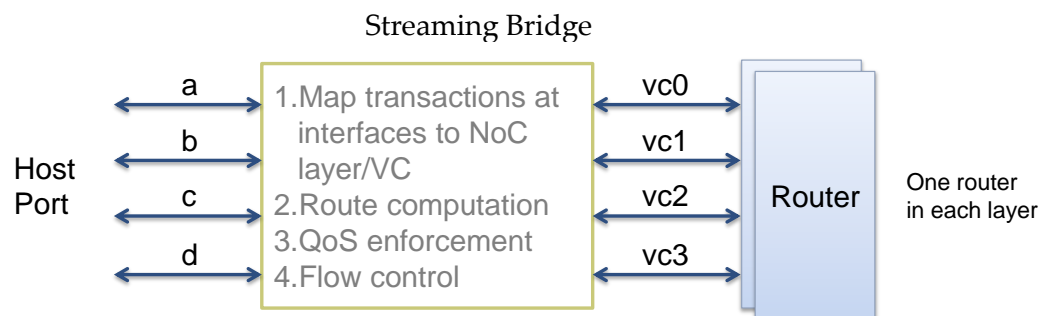 Streaming Bridge
Host
Port
a
b
c
d
1.Map transactions at
interfaces to NoC
layer/VC
2.Route computation
3.QoS enforcement
4.Flow control
vc0
vc1
vc2
vc3
Router
One router
in each layer